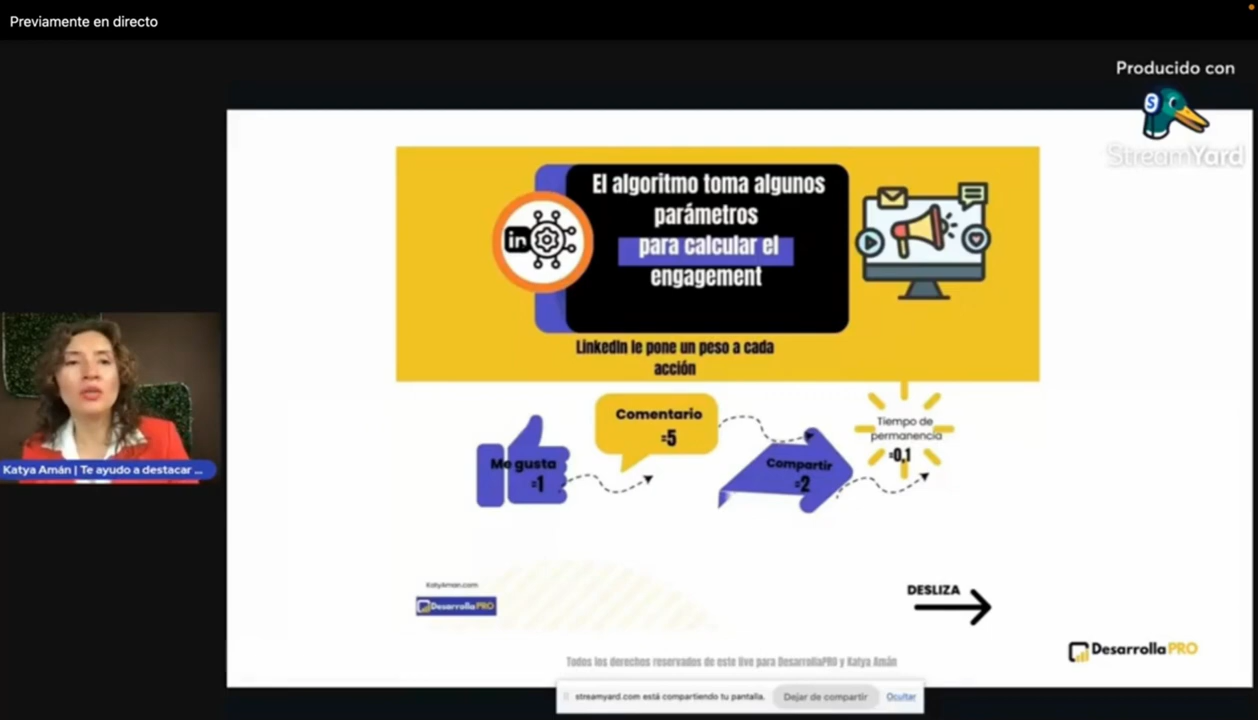 Previamente en directo
Producido con
S
StreamYard
El algoritmo toma algunos
parámetros
para calcular el
engagement
in
LinkedIn le pone un peso a cada
acción
Me gusta
=1
Comentario
=5
Compartir
=2
Tiempo de
permanencia
=0,1
Katya Amán | Te ayudo a destacar ...
KatyAman.com
DesarrollaPRO
DESLIZA
DesarrollaPRO
Todos los derechos reservados de este live para DesarrollaPRO y Katya Amán
streamyard.com está compartiendo tu pantalla.
Dejar de compartir
Ocultar